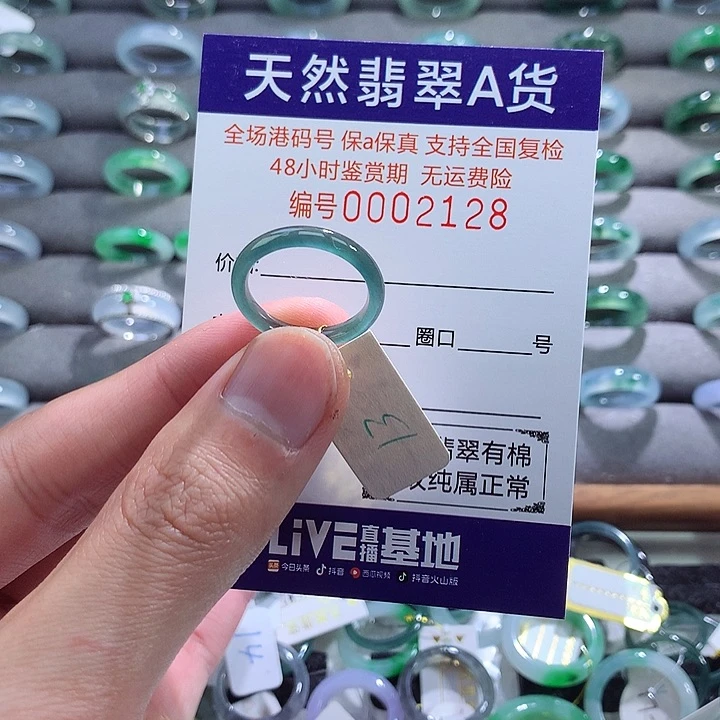 天然翡翠A货
全场港码号 保a保真 支持全国复检
48小时鉴赏期 无运费险
编号0002128
价
圈口 号
翡翠有棉
纹纯属正常
LiVE直播基地
今日头条 抖音 西瓜视频 抖音火山版
13
14